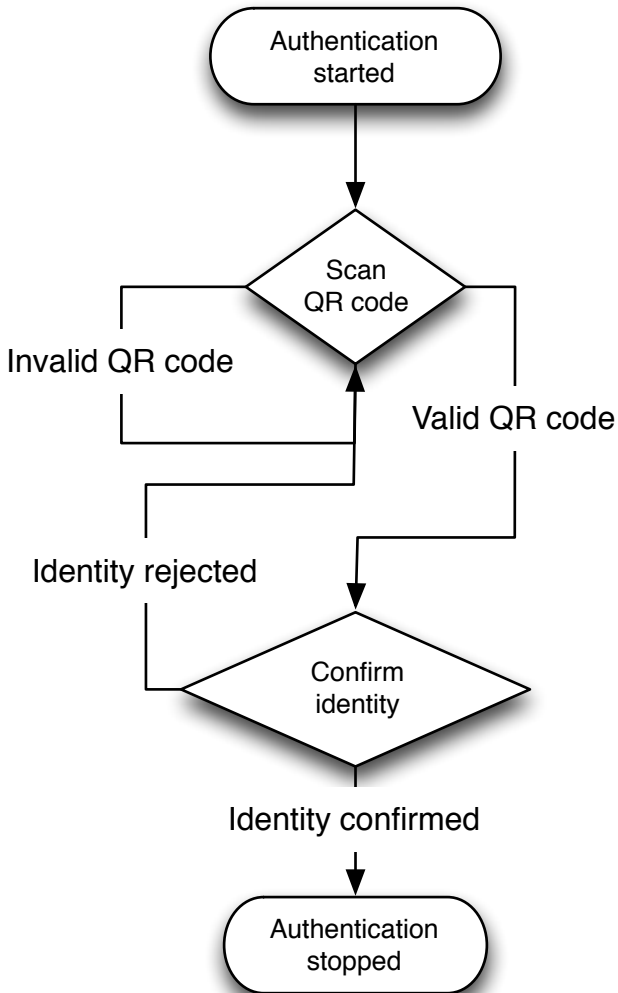 Authentication
started
Scan
QR code
Invalid QR code
Valid QR code
Identity rejected
Confirm
identity
Identity confirmed
Authentication
stopped